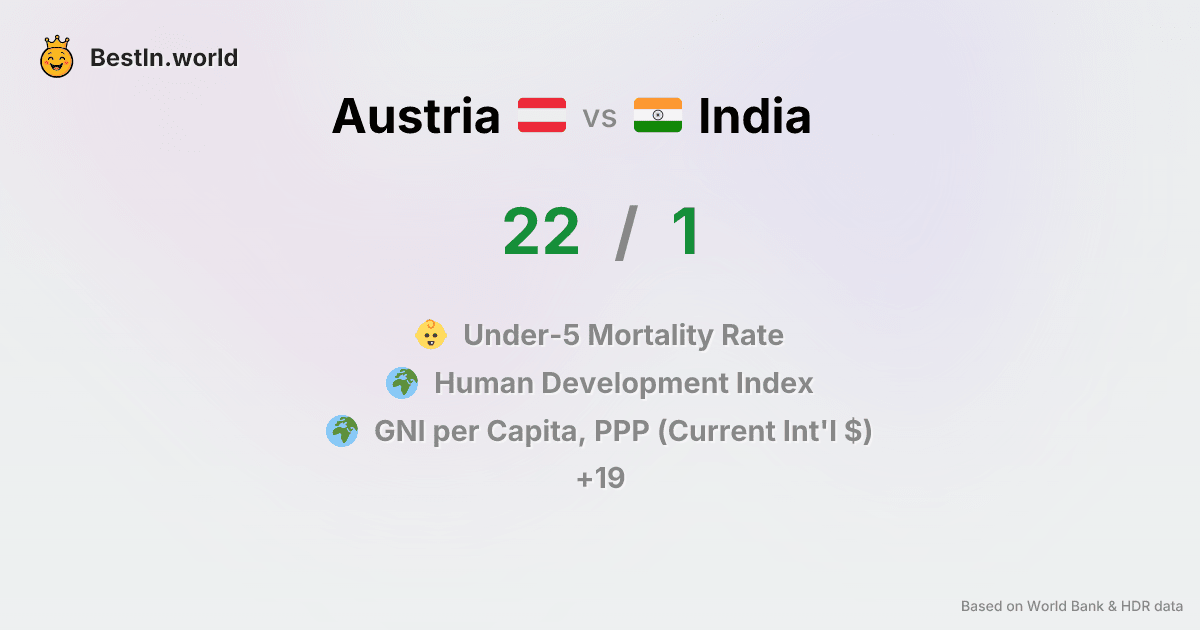 BestIn.world
Austria vs India
22 / 1
Under-5 Mortality Rate
Human Development Index
GNI per Capita, PPP (Current Int'l $)
+19
Based on World Bank & HDR data